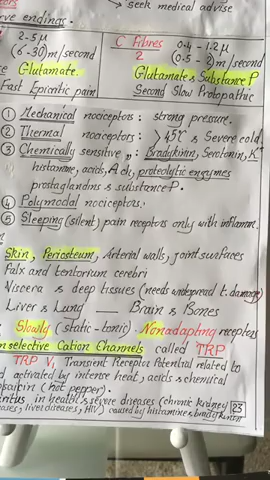 → seek medical advise
rve endings.
2-5μ
(6-30)m/second
C Fibres
2
0.4 - 1.2μ
(0.5 - 2)m/second
Glutamate.
Fast Epicritic pain
Glutamate & Substance P
Second Slow Protopathic
① Mechanical nociceptors: strong pressure.
② Thermal nociceptors: >45°C & Severe cold.
③ Chemically sensitive ": Bradykinin, Serotonin, K+
histamine, acids, Ach, proteolytic enzymes
prostaglandins & substance P.
④ Polymodal nociceptors.
⑤ Sleeping (silent) pain receptors only with inflamm.
Skin, Periosteum, Arterial walls, joint surfaces
Falx and tentorium cerebri
Viscera & deep tissues (needs widespread t. damage)
Liver & Lung — Brain & Bones
Slowly (static-tonic). Nonadapting receptors
nselective Cation Channels called TRP
TRP V1 Transient Receptor Potential related to
d activated by intense heat, acids & chemical
psaicin (hot pepper).
in health & severe diseases (chronic kidney)
eases, liver diseases, HIV) caused by histamine & bradykinin
23